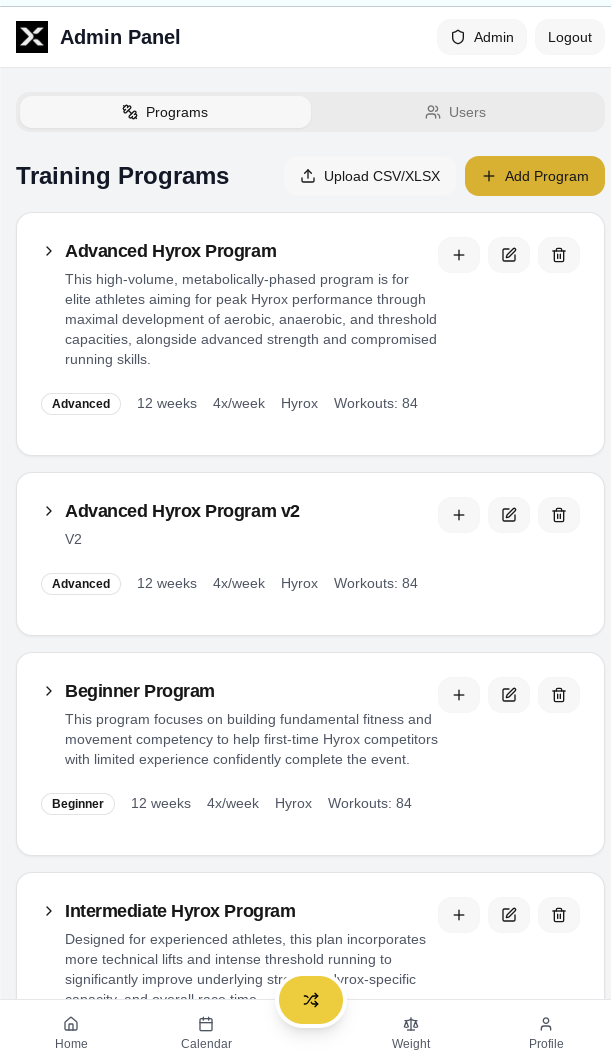 Admin Panel
Admin
Logout
Programs
Users
Training Programs
Upload CSV/XLSX
Add Program
Advanced Hyrox Program
This high-volume, metabolically-phased program is for
elite athletes aiming for peak Hyrox performance through
maximal development of aerobic, anaerobic, and threshold
capacities, alongside advanced strength and compromised
running skills.
Advanced 12 weeks 4x/week Hyrox Workouts: 84
Advanced Hyrox Program v2
V2
Advanced 12 weeks 4x/week Hyrox Workouts: 84
Beginner Program
This program focuses on building fundamental fitness and
movement competency to help first-time Hyrox competitors
with limited experience confidently complete the event.
Beginner 12 weeks 4x/week Hyrox Workouts: 84
Intermediate Hyrox Program
Designed for experienced athletes, this plan incorporates
more technical lifts and intense threshold running to
significantly improve underlying
capacity, and overall race time.
Home
Calendar
Weight
Profile